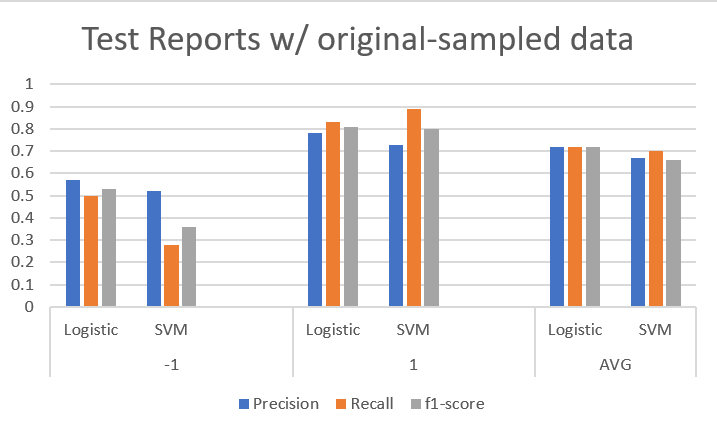 Test Reports w/ original-sampled data
1
0.9
0.8
0.7
0.6
0.5
0.4
0.3
0.2
0.1
0
Logistic SVM Logistic SVM Logistic SVM
-1 1 AVG
Precision Recall f1-score